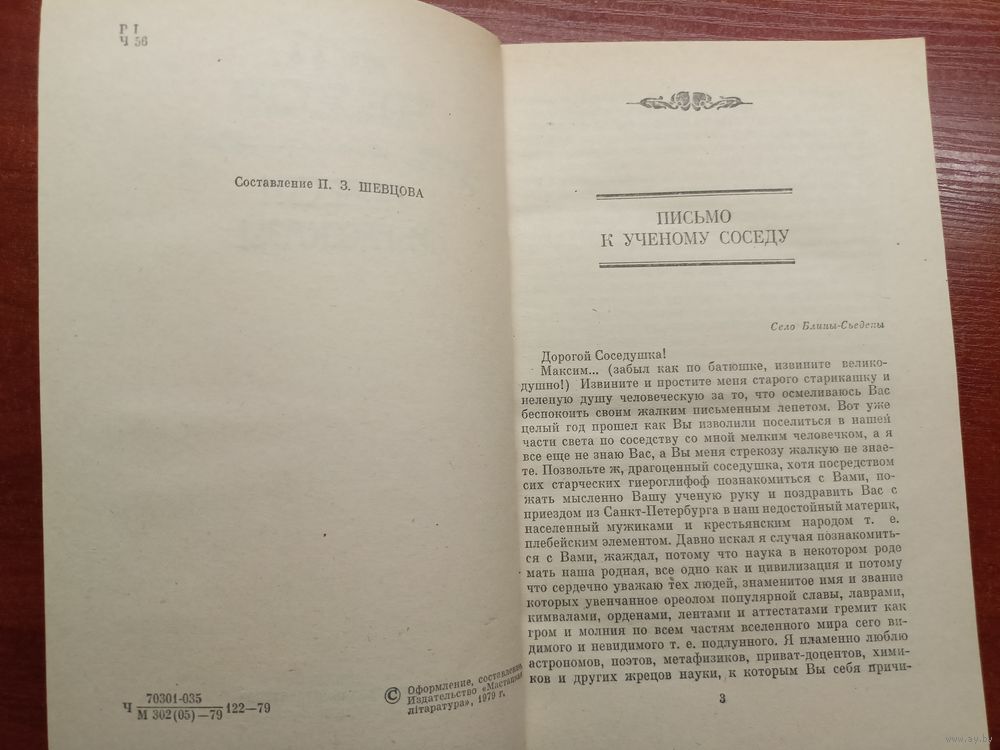 Р I
Ч 56
Составление П. З. ШЕВЦОВА
Ч 70301-035
М 302(05)—79 122—79
© Оформление, составление,
Издательство «Мастацкая
літаратура», 1979 г.
ПИСЬМО
К УЧЕНОМУ СОСЕДУ
Село Блины-Съедены
Дорогой Соседушка!
Максим... (забыл как по батюшке, извините велико-
душно!) Извините и простите меня старого старикашку и
нелепую душу человеческую за то, что осмеливаюсь Вас
беспокоить своим жалким письменным лепетом. Вот уже
целый год прошел как Вы изволили поселиться в нашей
части света по соседству со мной мелким человечком, а я
все еще не знаю Вас, а Вы меня стрекозу жалкую не знае-
те. Позвольте ж, драгоценный соседушка, хотя посредством
сих старческих гиероглифоф познакомиться с Вами, по-
жать мысленно Вашу ученую руку и поздравить Вас с
приездом из Санкт-Петербурга в наш недостойный материк,
населенный мужиками и крестьянским народом т. е.
плебейским элементом. Давно искал я случая познакомить-
ся с Вами, жаждал, потому что наука в некотором роде
мать наша родная, все одно как и цивилизация и потому
что сердечно уважаю тех людей, знаменитое имя и звание
которых увенчанное ореолом популярной славы, лаврами,
кимвалами, орденами, лентами и аттестатами гремит как
гром и молния по всем частям вселенного мира сего ви-
димого и невидимого т. е. подлунного. Я пламенно люблю
астрономов, поэтов, метафизиков, приват-доцентов, хими-
ков и других жрецов науки, к которым Вы себя причи-
3
www.ay.by